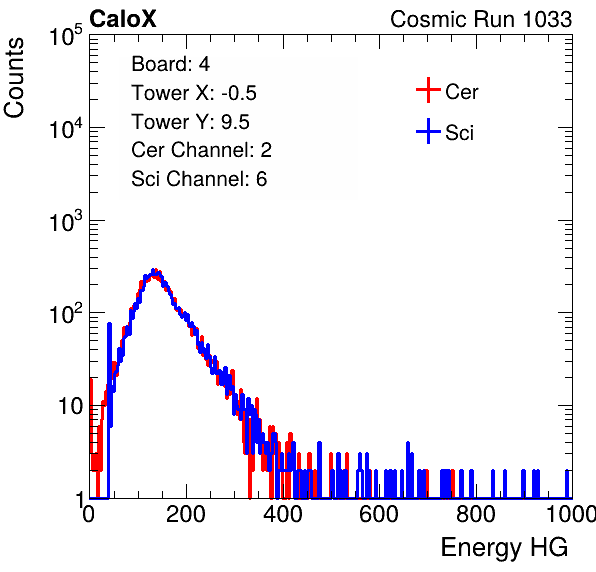 CaloX Cosmic Run 1033
Counts
10^5
10^4
10^3
10^2
10
1
Board: 4
Tower X: -0.5
Tower Y: 9.5
Cer Channel: 2
Sci Channel: 6
Cer
Sci
0 200 400 600 800 1000
Energy HG